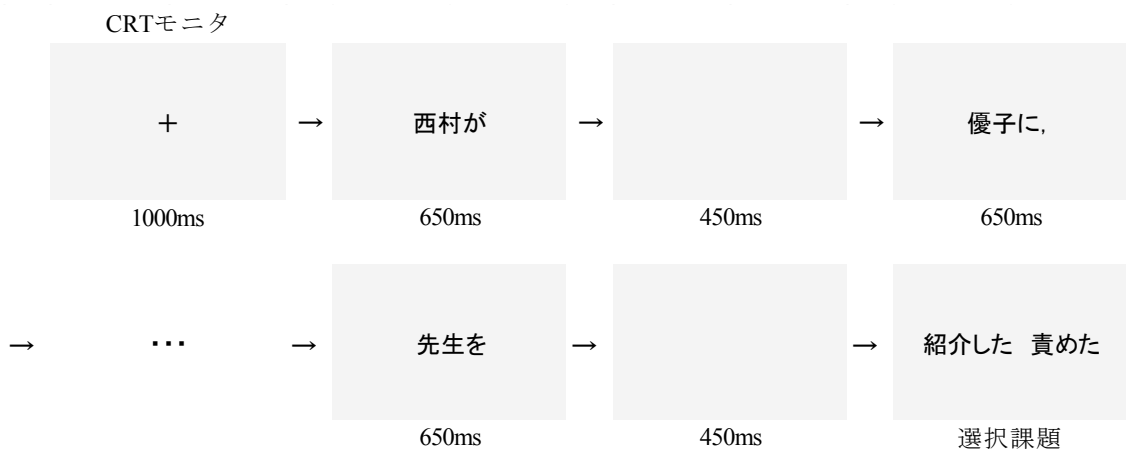 CRTモニタ
+ → 西村が → → 優子に,
1000ms 650ms 450ms 650ms
→ ・・・ → 先生を → → 紹介した 責めた
650ms 450ms 選択課題